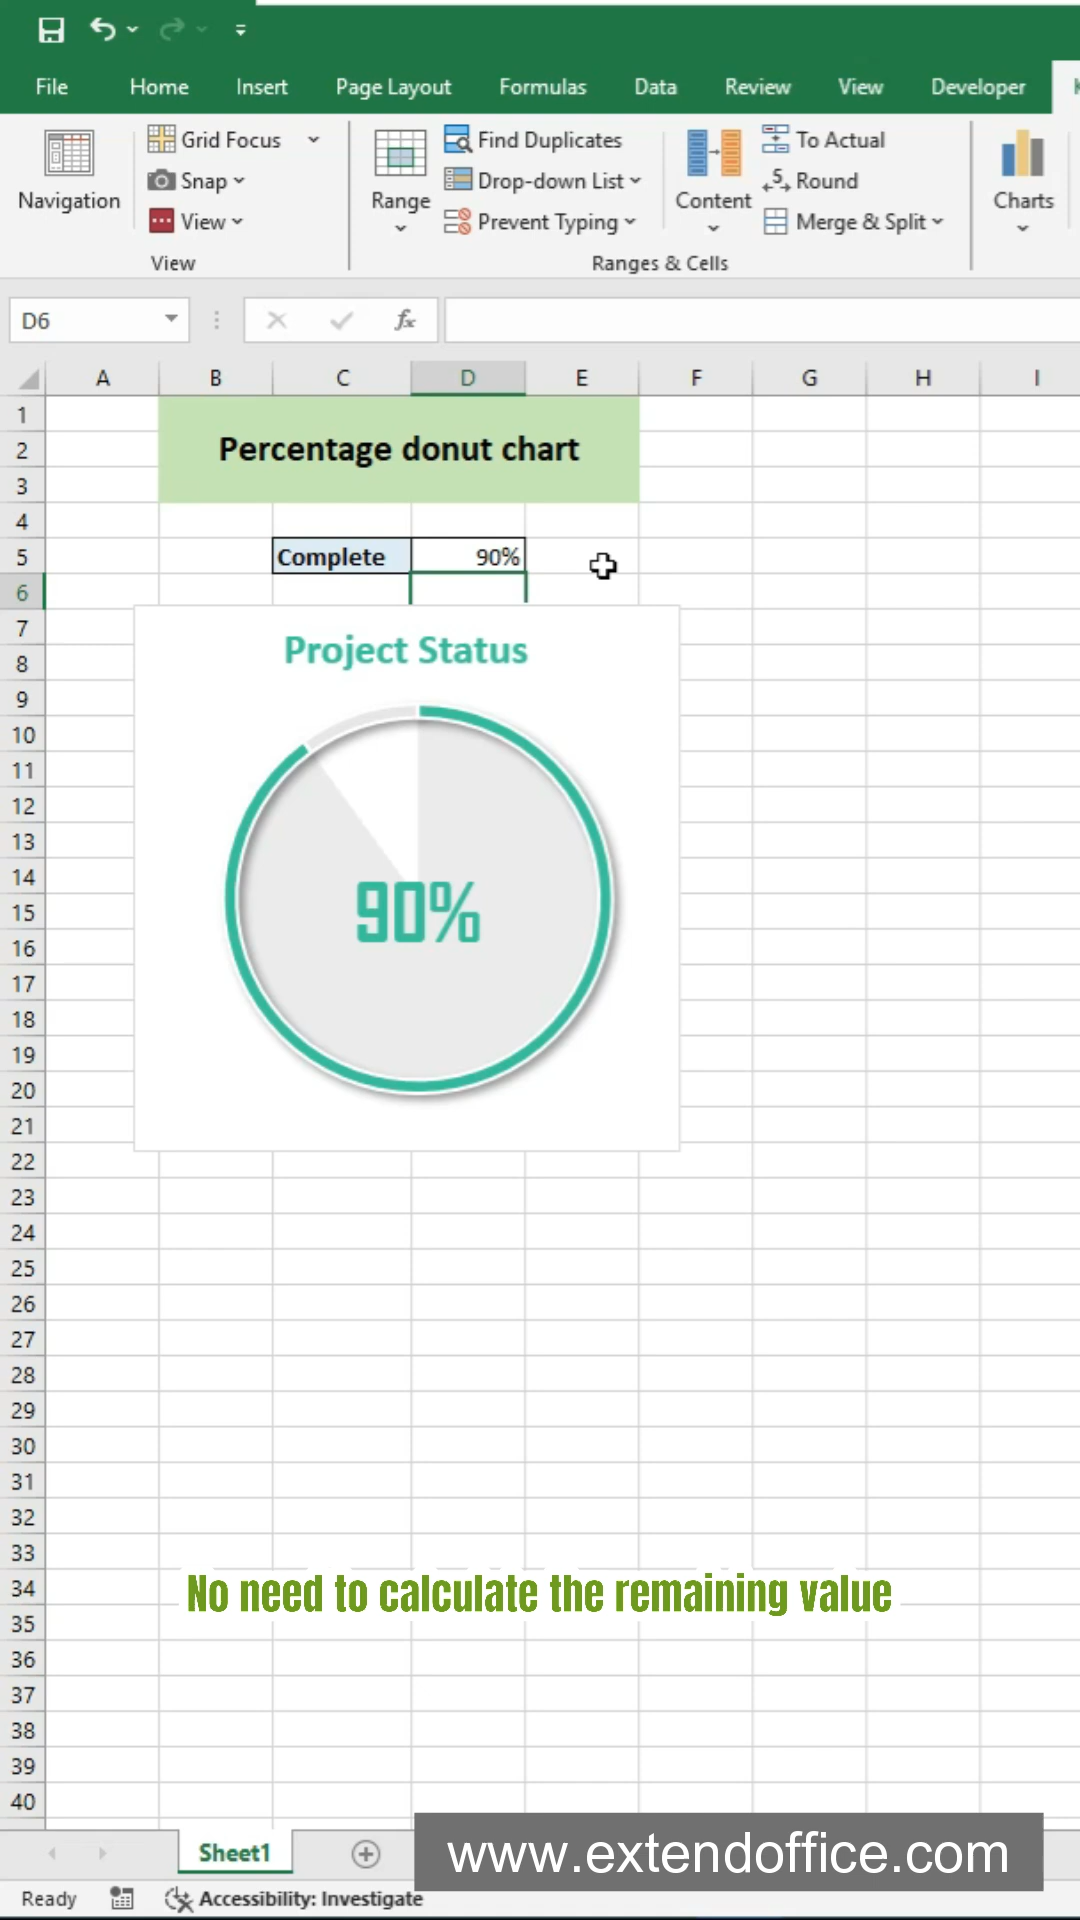 File Home Insert Page Layout Formulas Data Review View Developer
Navigation
Grid Focus
Snap
View
View
Range
Find Duplicates
Drop-down List
Prevent Typing
Content
To Actual
Round
Merge & Split
Ranges & Cells
Charts
D6
fx
A B C D E F G H I
1
2
3
4
5
6
7
8
9
10
11
12
13
14
15
16
17
18
19
20
21
22
23
24
25
26
27
28
29
30
31
32
33
34
35
36
37
38
39
40
Percentage donut chart
Complete 90%
Project Status
90%
No need to calculate the remaining value
Sheet1
www.extendoffice.com
Ready
Accessibility: Investigate